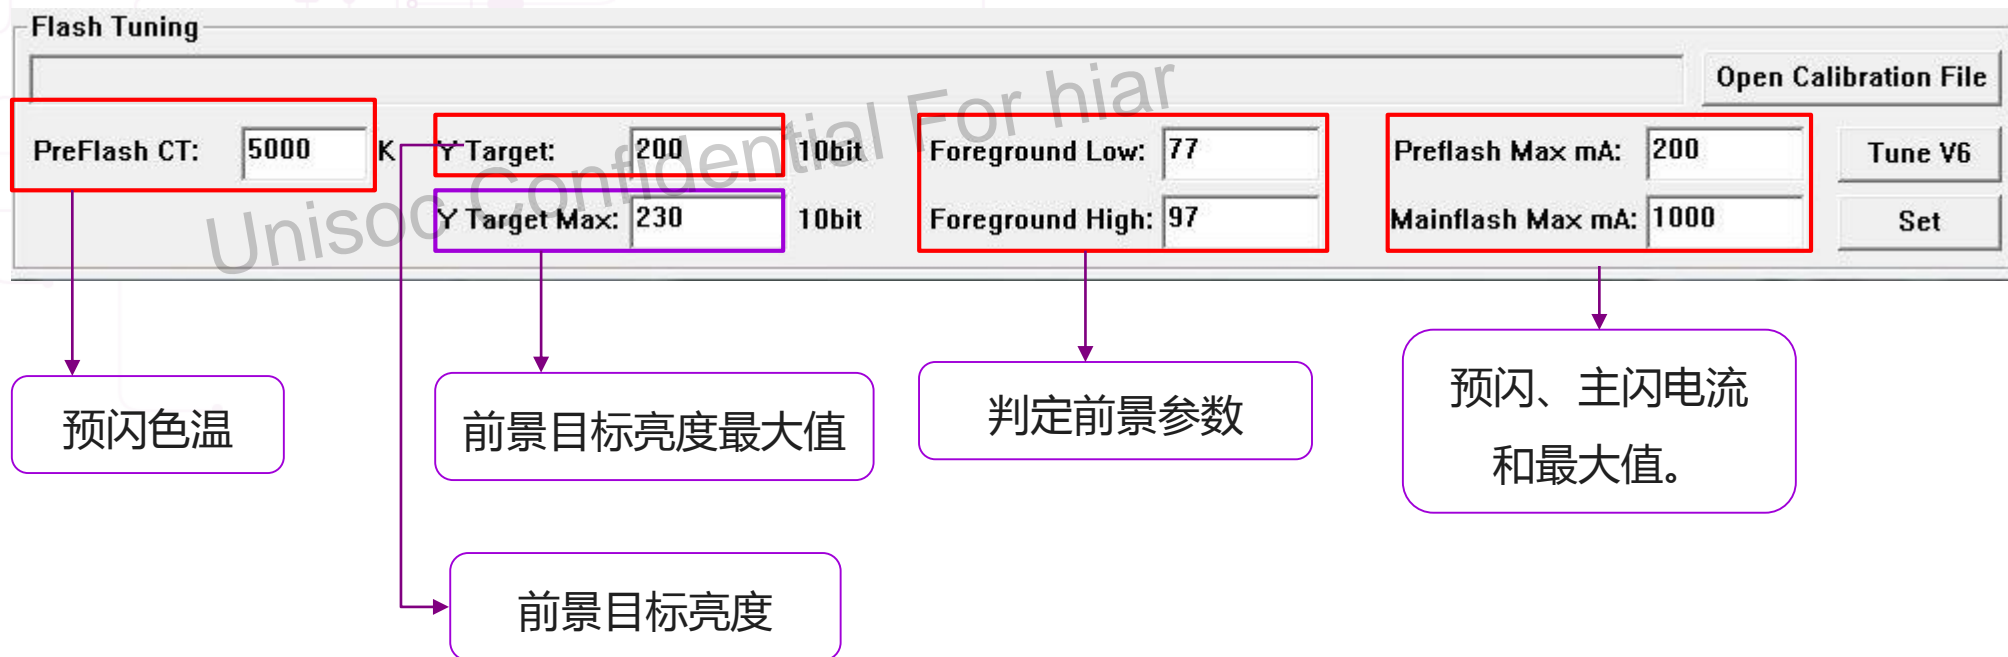 Flash Tuning
Open Calibration File
PreFlash CT: 5000 K Y Target: 200 10bit Foreground Low: 77 Preflash Max mA: 200 Tune V6
Y Target Max: 230 10bit Foreground High: 97 Mainflash Max mA: 1000 Set
Unisoc Confidential For hiar
预闪色温
前景目标亮度最大值
判定前景参数
预闪、主闪电流
和最大值。
前景目标亮度